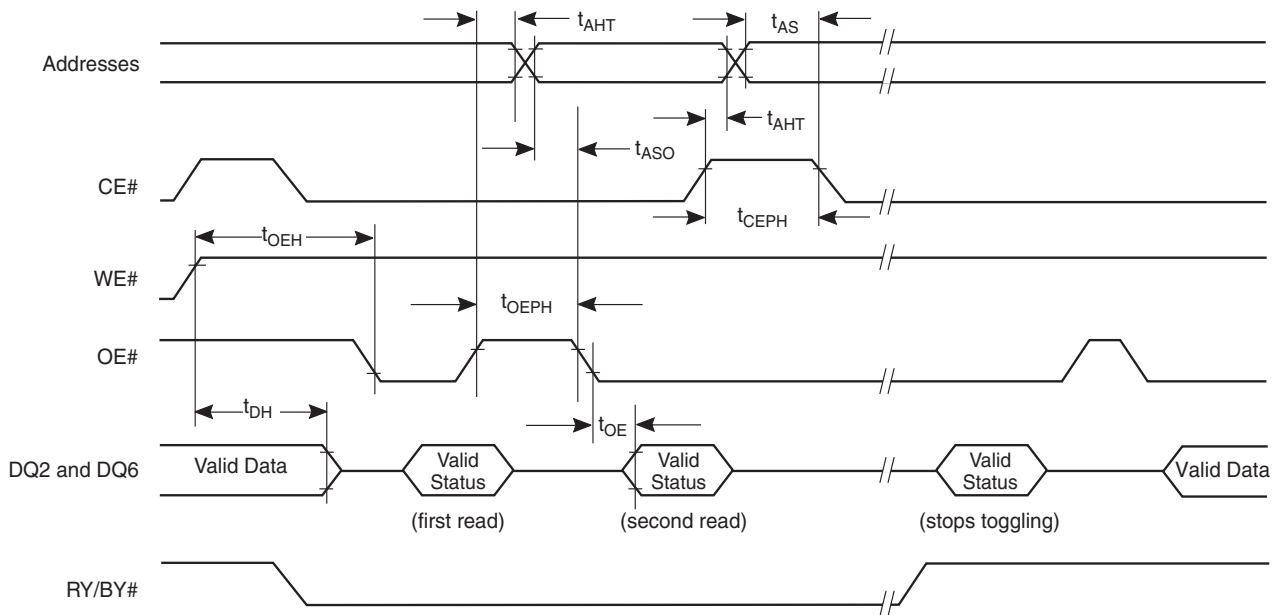 tAHT
tAS
Addresses
tAHT
tASO
CE#
tCEPH
tOEH
WE#
tOEPH
OE#
tDH
tOE
DQ2 and DQ6
Valid Data
Valid
Status
Valid
Status
Valid
Status
Valid Data
(first read)
(second read)
(stops toggling)
RY/BY#